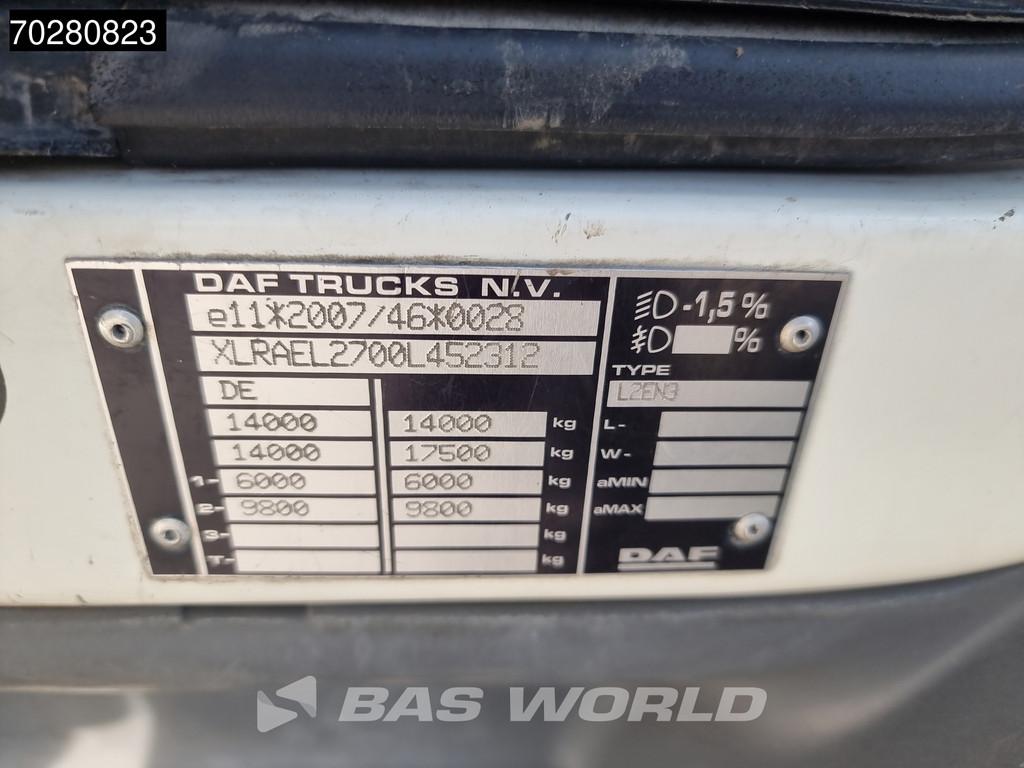 70280823
DAF TRUCKS N.V.
e11*2007/46*0028
XLRAEL2700L452312
DE
14000 14000 kg
14000 17500 kg
1- 6000 6000 kg
2- 9800 9800 kg
3- kg
T- kg
-1,5%
%
TYPE
L2EN3
L-
W-
aMIN
aMAX
DAF
BAS WORLD